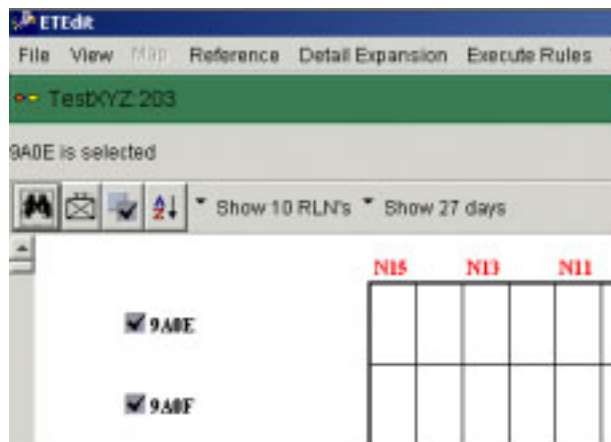 ETEdit
File View Map Reference Detail Expansion Execute Rules
TestXYZ:203
9A0E is selected
Show 10 RLN's Show 27 days
N15 N13 N11
9A0E
9A0F